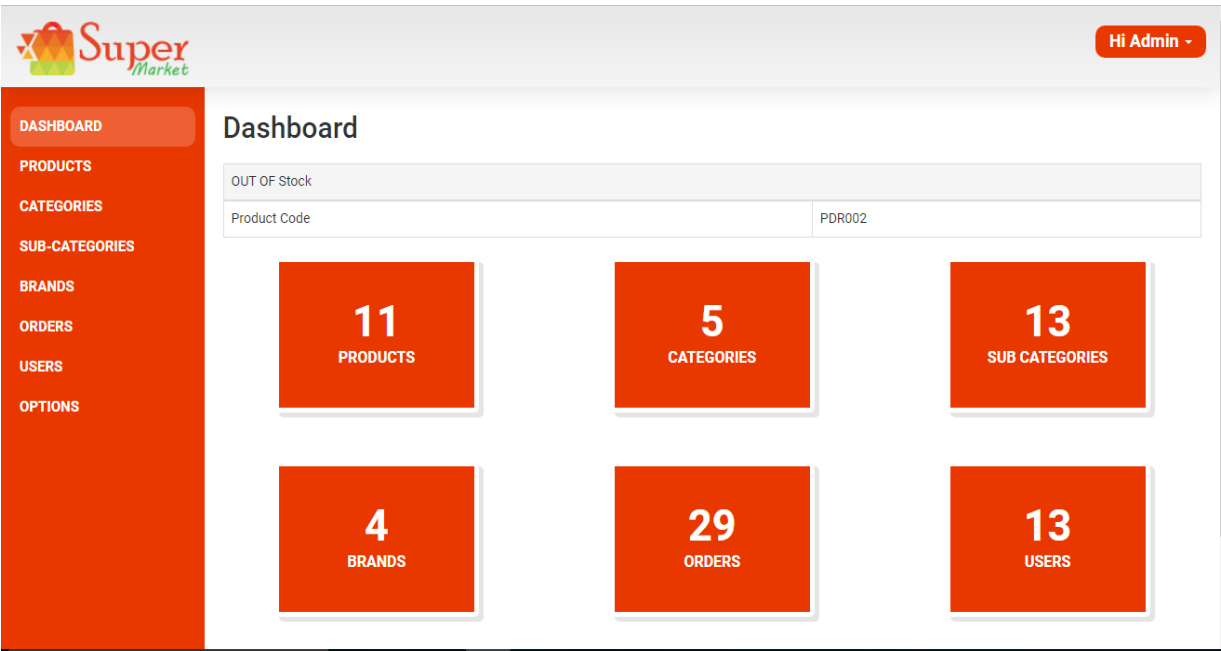 Super
Market
Hi Admin
DASHBOARD
PRODUCTS
CATEGORIES
SUB-CATEGORIES
BRANDS
ORDERS
USERS
OPTIONS
Dashboard
OUT OF Stock
Product Code PDR002
11
PRODUCTS
5
CATEGORIES
13
SUB CATEGORIES
4
BRANDS
29
ORDERS
13
USERS